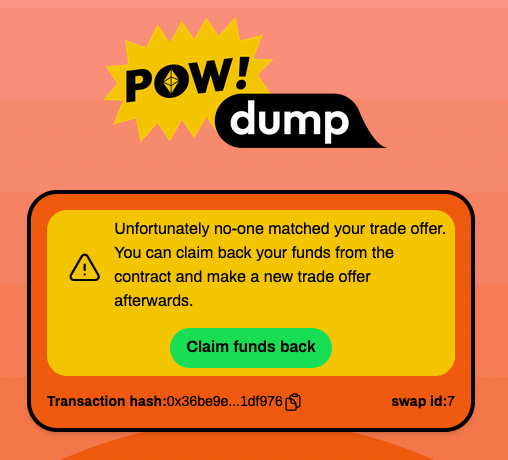 POW!
dump
Unfortunately no-one matched your trade offer.
You can claim back your funds from the
contract and make a new trade offer
afterwards.
Claim funds back
Transaction hash:0x36be9e...1df976 swap id:7